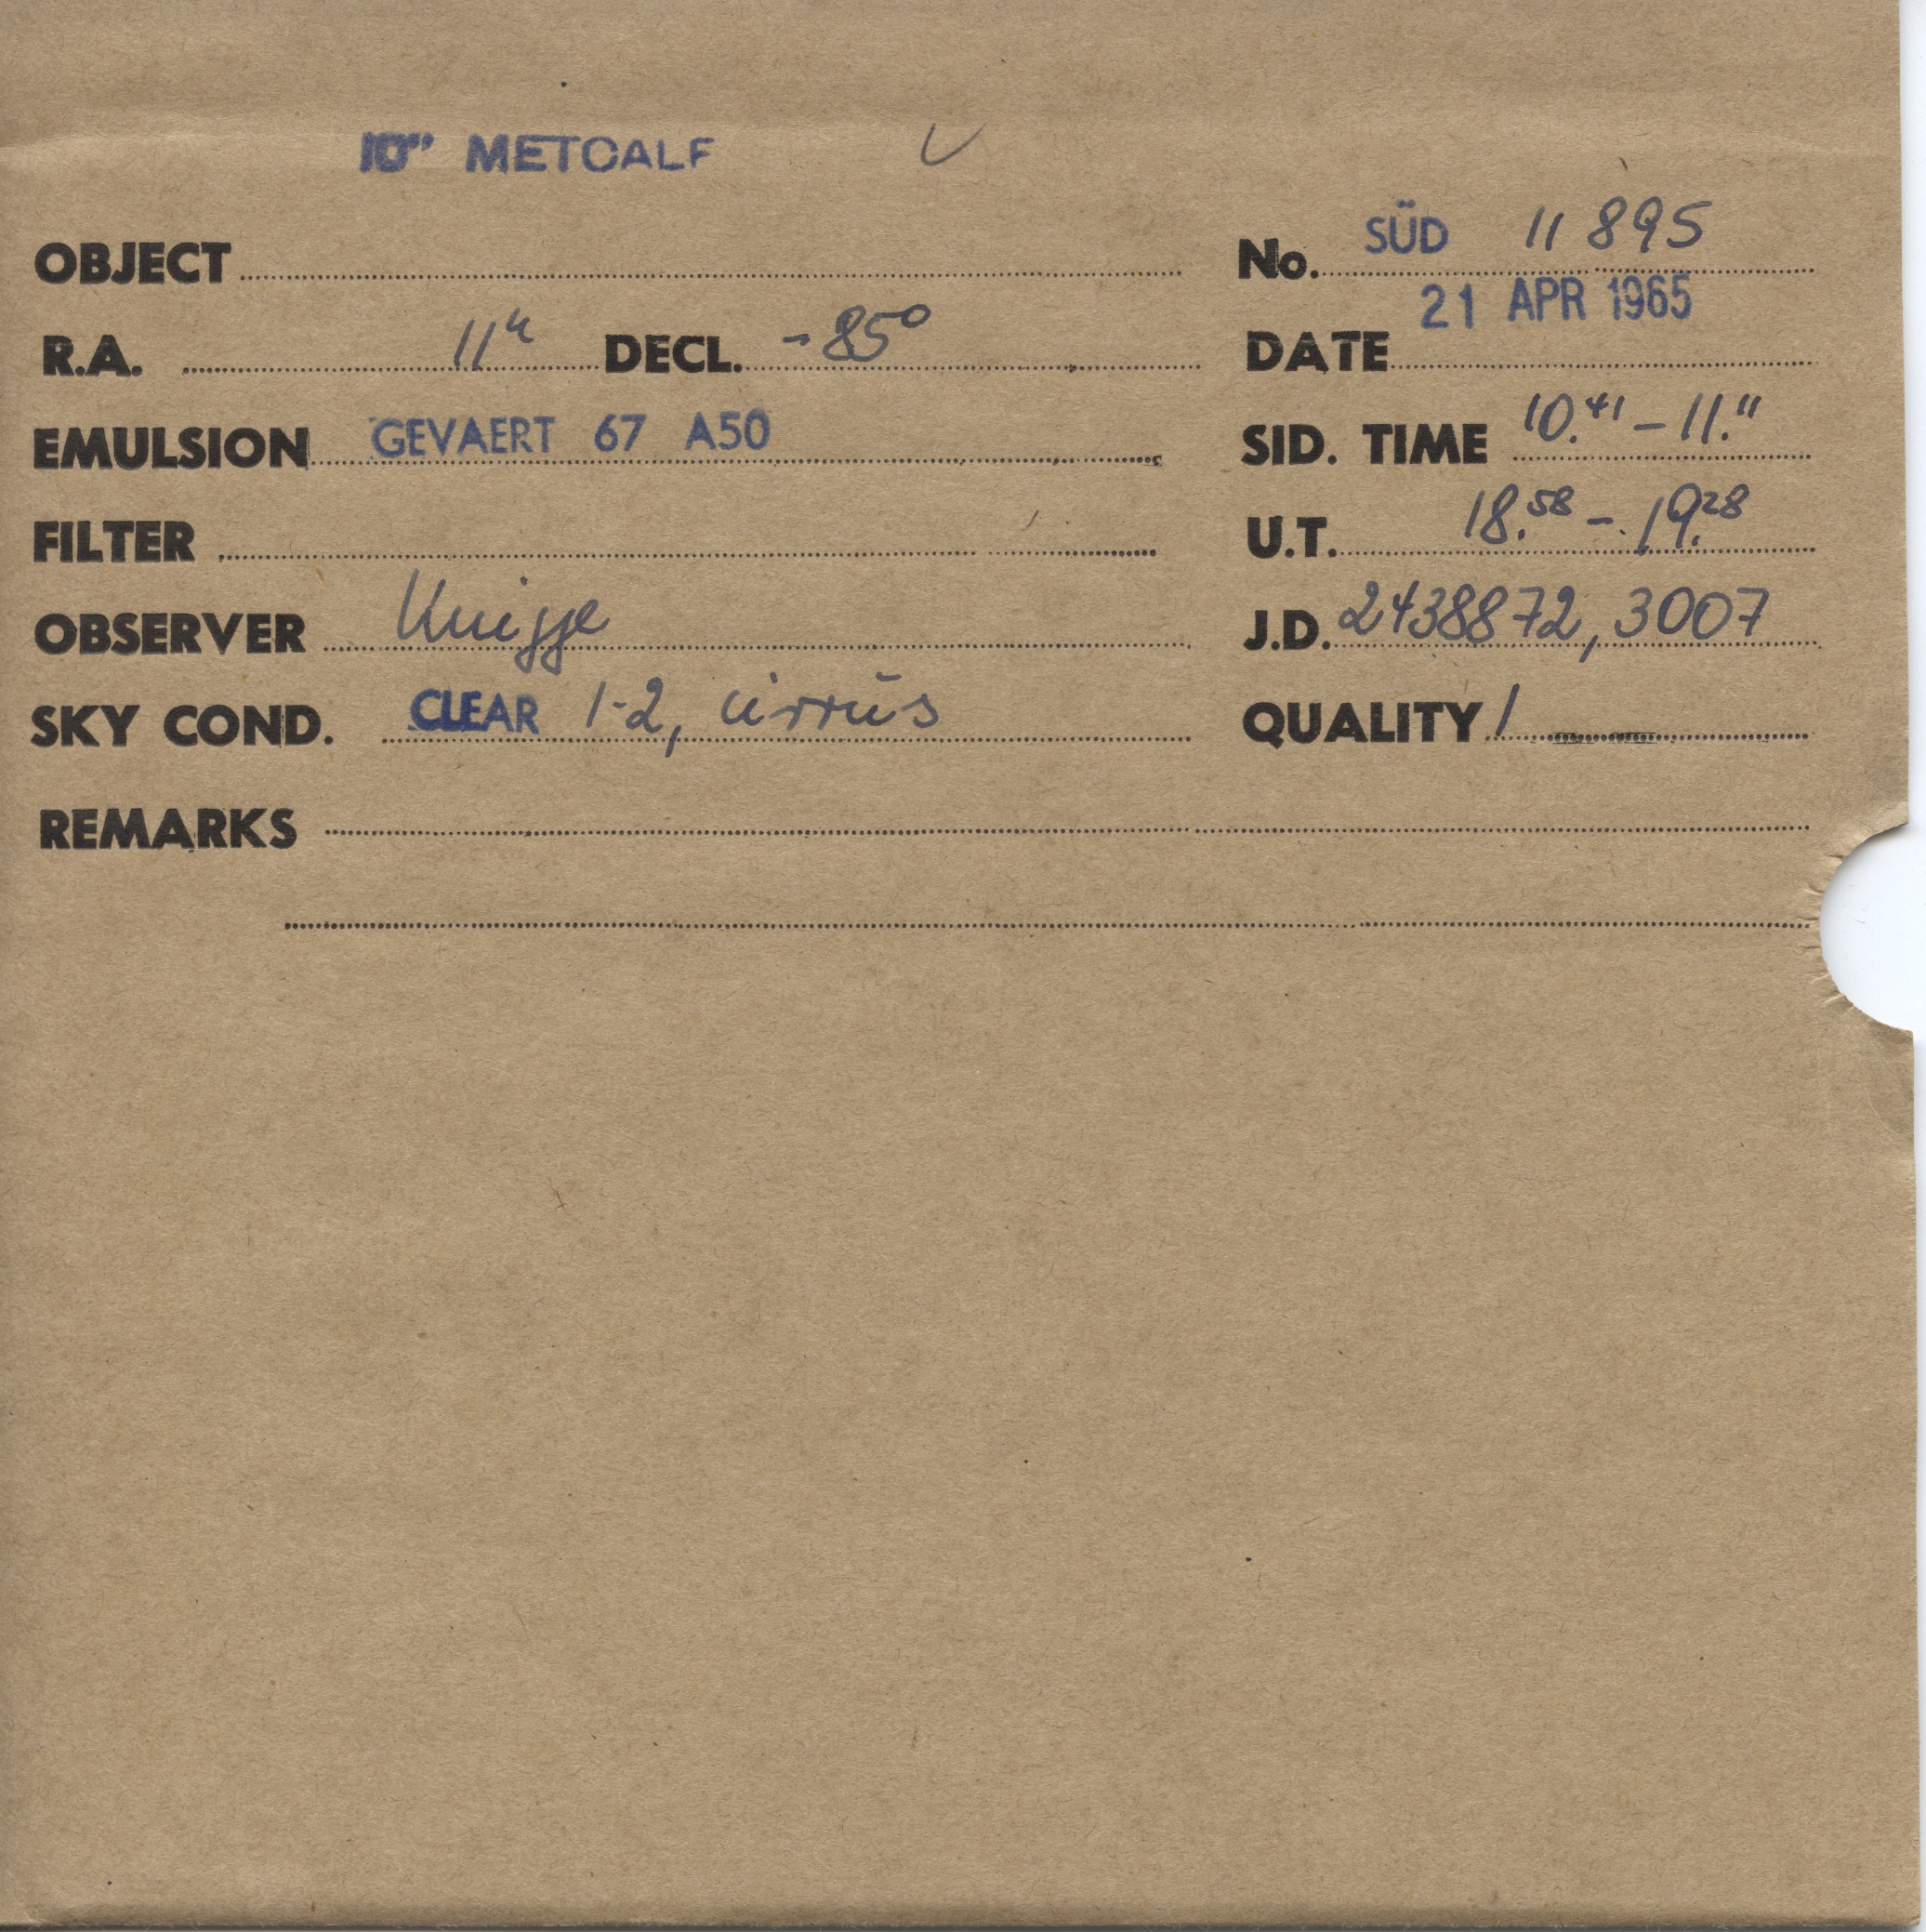 10" METCALF
OBJECT No. SÜD 11 895
R.A. 11h DECL. -85° DATE 21 APR 1965
EMULSION GEVAERT 67 A50 SID. TIME 10.41 – 11.11
FILTER U.T. 18.58 – 19.28
OBSERVER Knigge J.D. 2438872,3007
SKY COND. CLEAR 1-2, cirrūs QUALITY 1
REMARKS